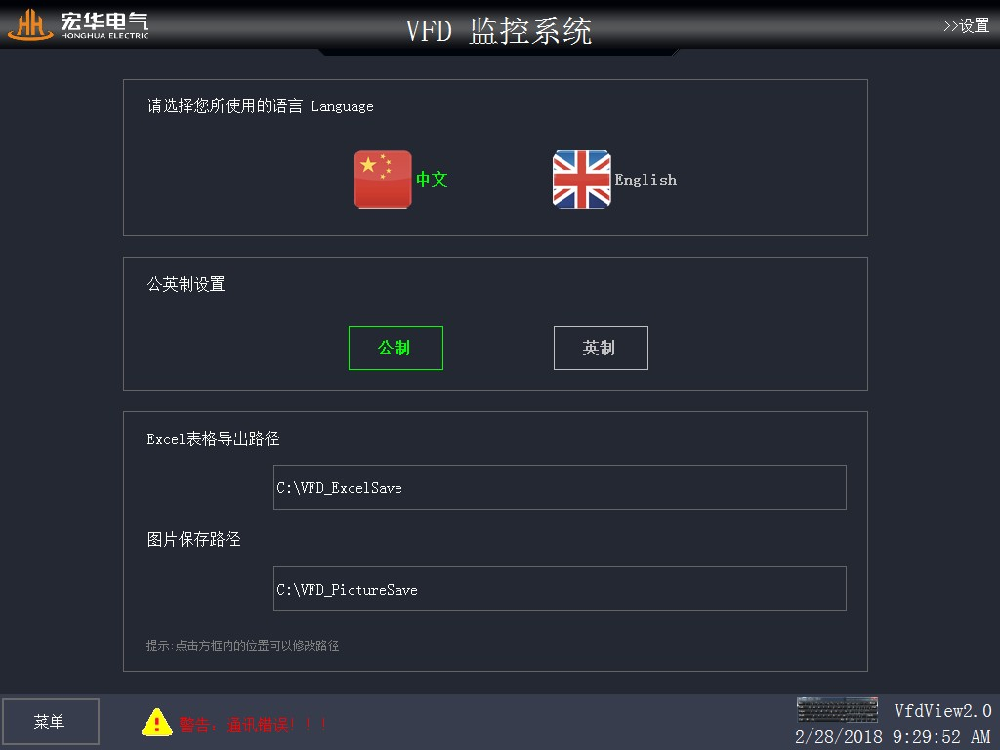 宏华电气
HONGHUA ELECTRIC
VFD 监控系统
>>设置
请选择您所使用的语言 Language
中文
English
公英制设置
公制
英制
Excel表格导出路径
C:\VFD_ExcelSave
图片保存路径
C:\VFD_PictureSave
提示:点击方框内的位置可以修改路径
菜单
警告，通讯错误！！！
VfdView2.0
2/28/2018 9:29:52 AM